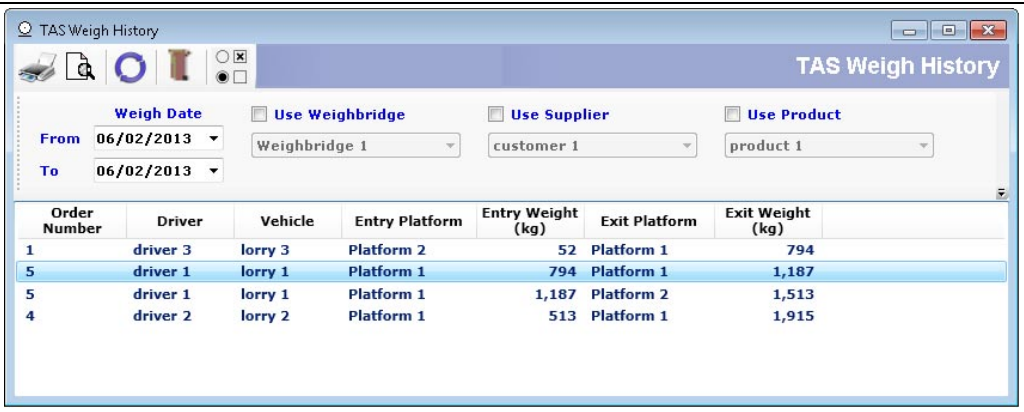 TAS Weigh History
TAS Weigh History
Weigh Date
Use Weighbridge
Use Supplier
Use Product
From 06/02/2013
Weighbridge 1
customer 1
product 1
To 06/02/2013
Order Number Driver Vehicle Entry Platform Entry Weight (kg) Exit Platform Exit Weight (kg)
1 driver 3 lorry 3 Platform 2 52 Platform 1 794
5 driver 1 lorry 1 Platform 1 794 Platform 1 1,187
5 driver 1 lorry 1 Platform 1 1,187 Platform 2 1,513
4 driver 2 lorry 2 Platform 1 513 Platform 1 1,915